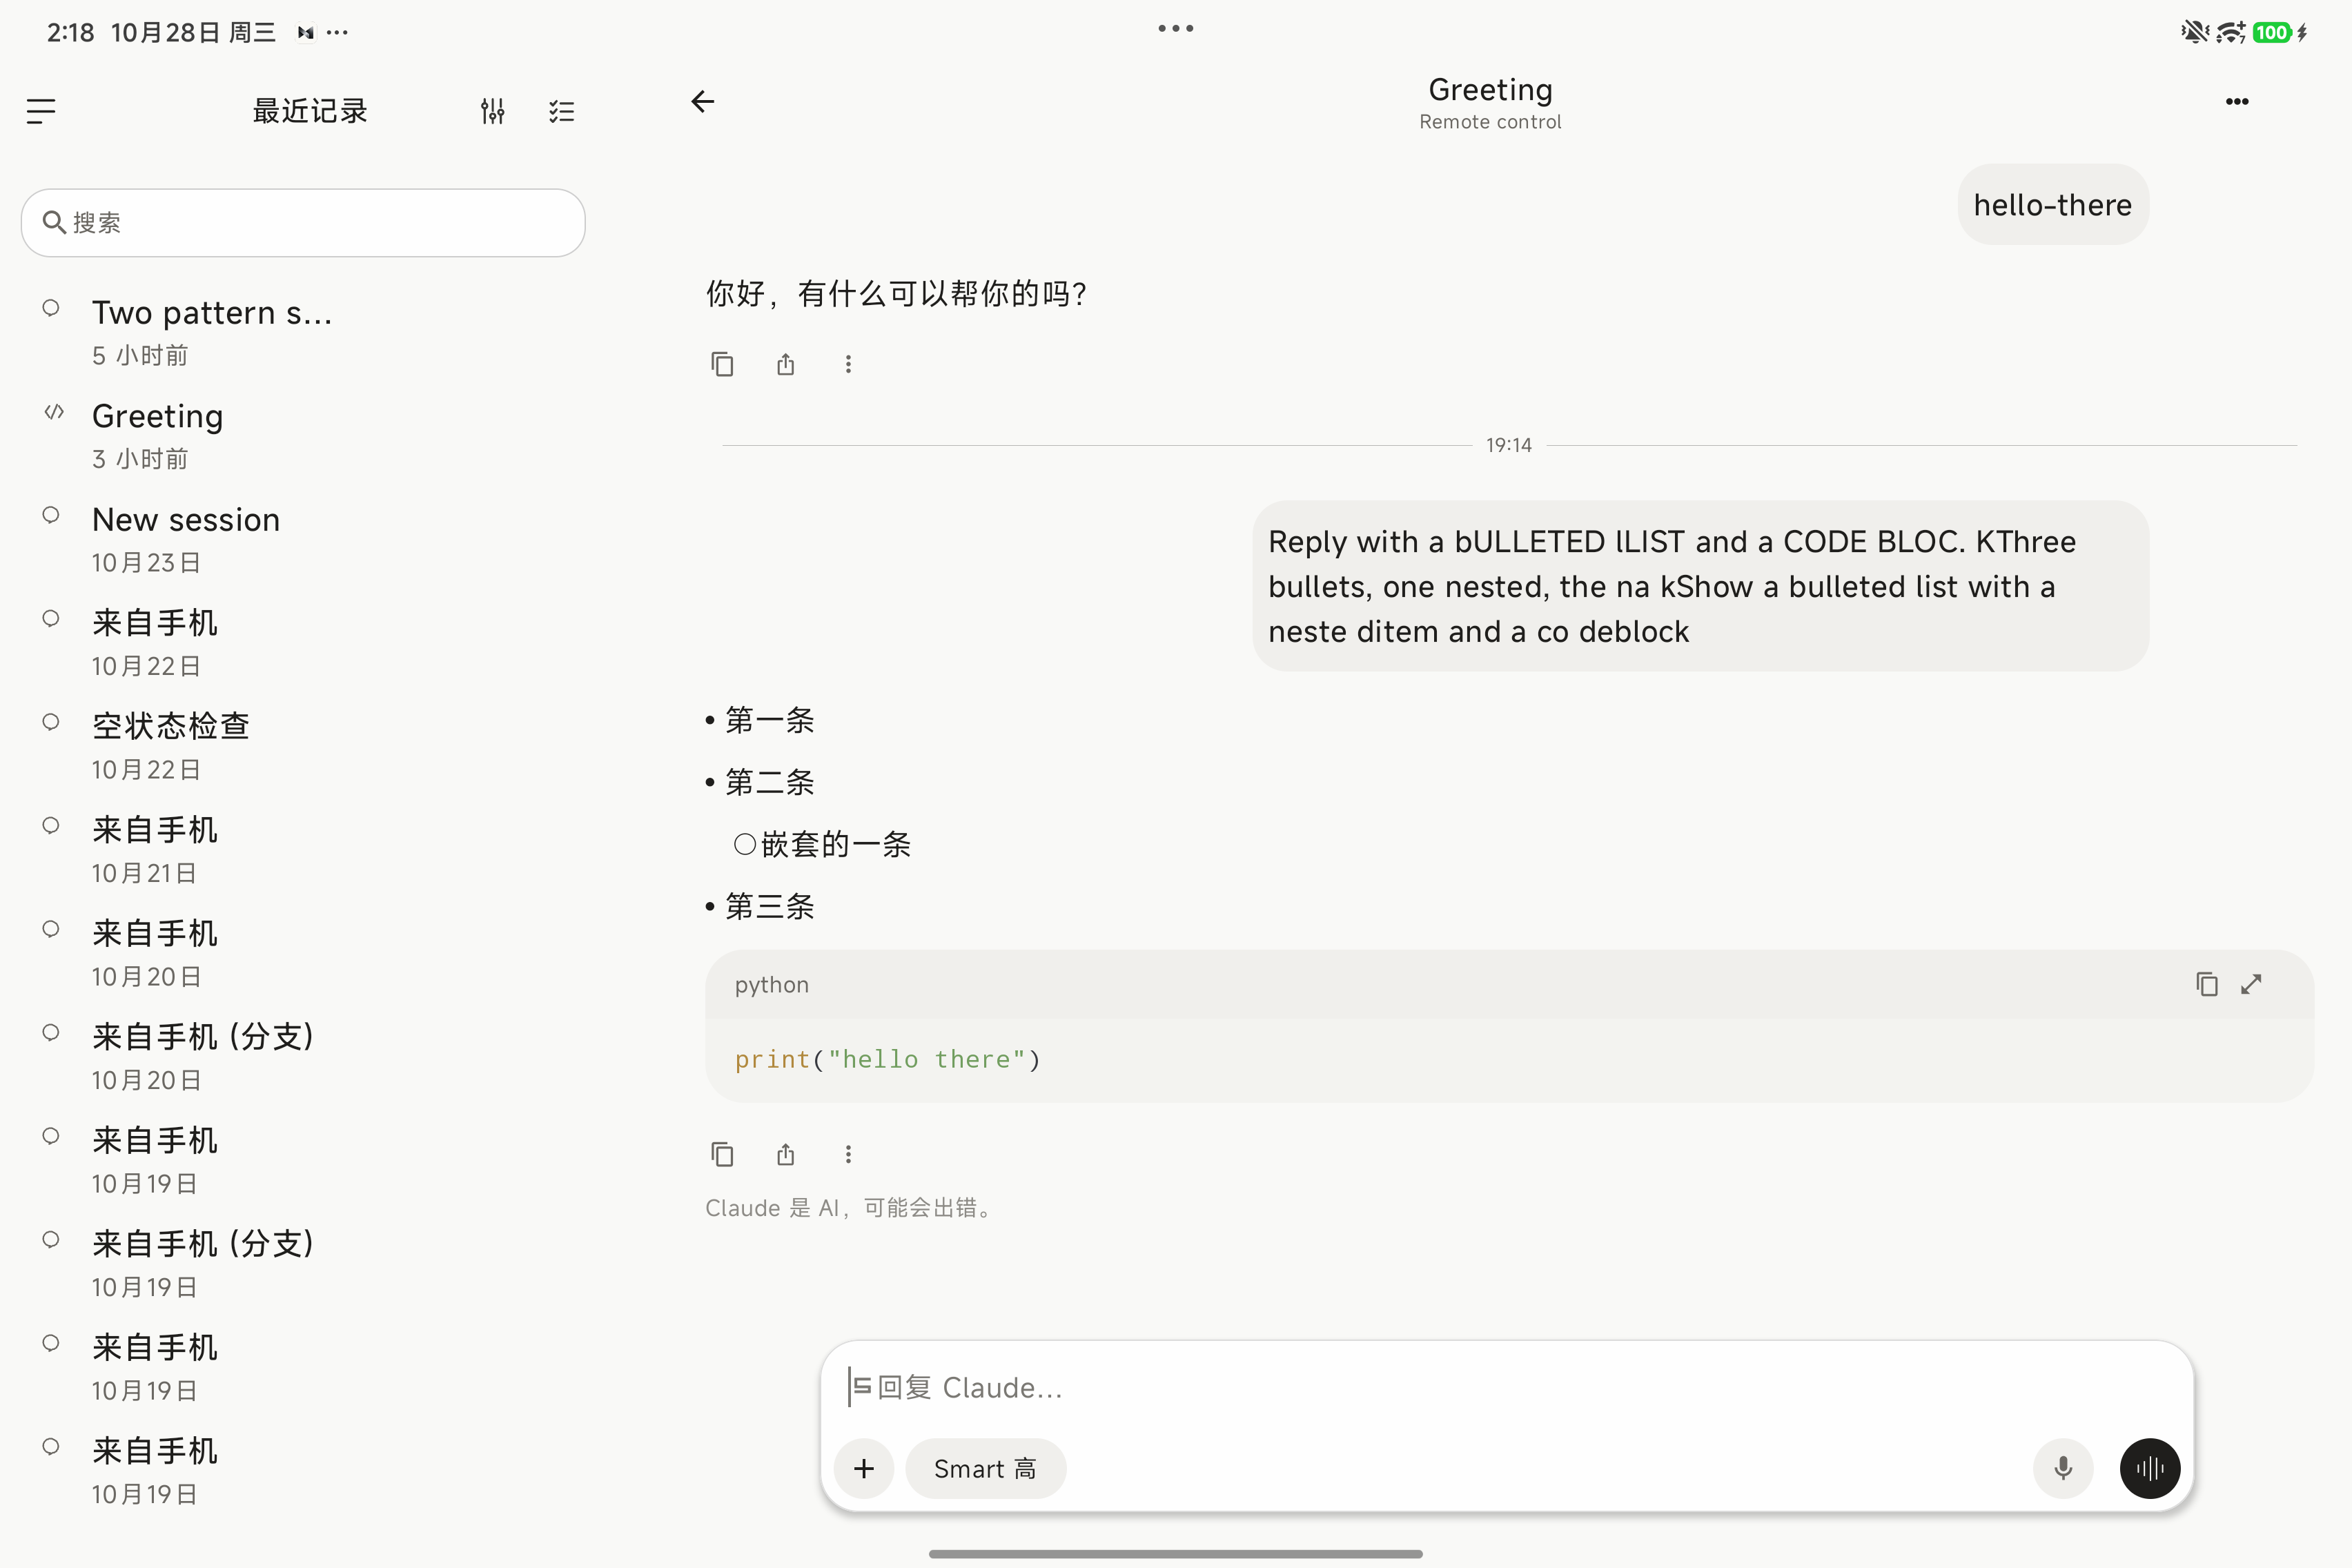 2:18 10月28日 周三
100
最近记录
搜索
Two pattern s...
5 小时前
Greeting
3 小时前
New session
10月23日
来自手机
10月22日
空状态检查
10月22日
来自手机
10月21日
来自手机
10月20日
来自手机 (分支)
10月20日
来自手机
10月19日
来自手机 (分支)
10月19日
来自手机
10月19日
来自手机
10月19日
Greeting
Remote control
hello-there
你好，有什么可以帮你的吗？
19:14
Reply with a bULLETED lLIST and a CODE BLOC. KThree
bullets, one nested, the na kShow a bulleted list with a
neste ditem and a co deblock
• 第一条
• 第二条
○嵌套的一条
• 第三条
python
print("hello there")
Claude 是 AI，可能会出错。
回复 Claude...
Smart 高